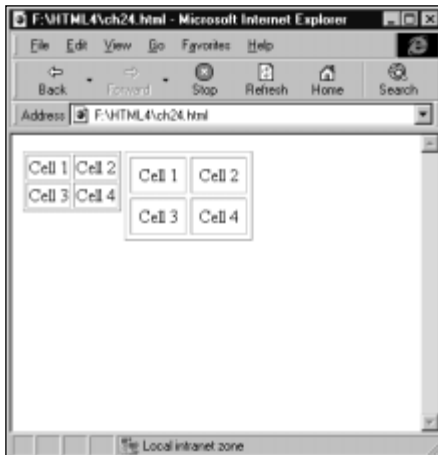 F:\HTML4\ch24.html - Microsoft Internet Explorer
File Edit View Go Favorites Help
Back Forward Stop Refresh Home Search
Address F:\HTML4\ch24.html
Cell 1 Cell 2
Cell 3 Cell 4
Cell 1 Cell 2
Cell 3 Cell 4
Local intranet zone